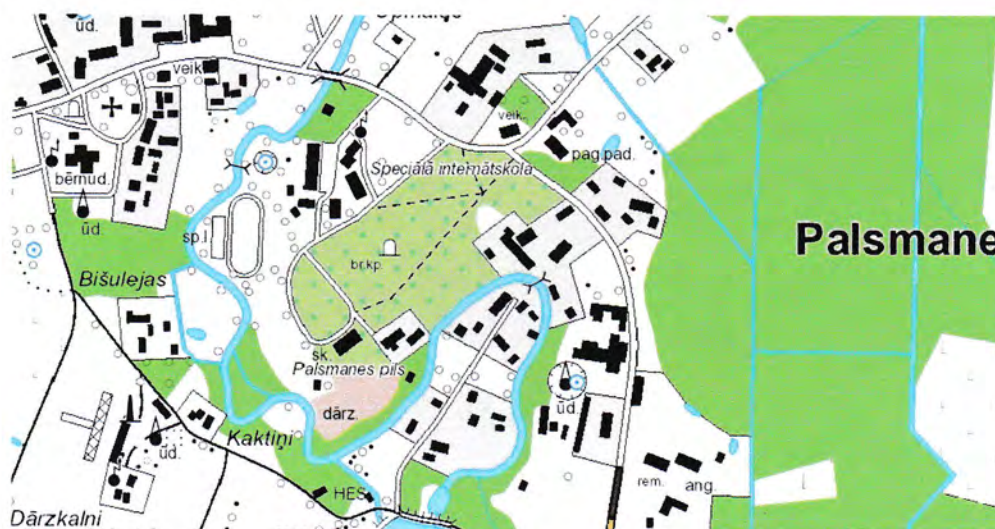 ūd.
veik.
veik.
Speciālā internātskola
pag.pad.
bērnud.
ūd.
sp.l
br.kp.
Palsmane
Bišulejas
sk.
Palsmanes pils
dārz.
ūd.
Kaktiņi
ūd.
HES
rem.
ang.
Dārzkalni